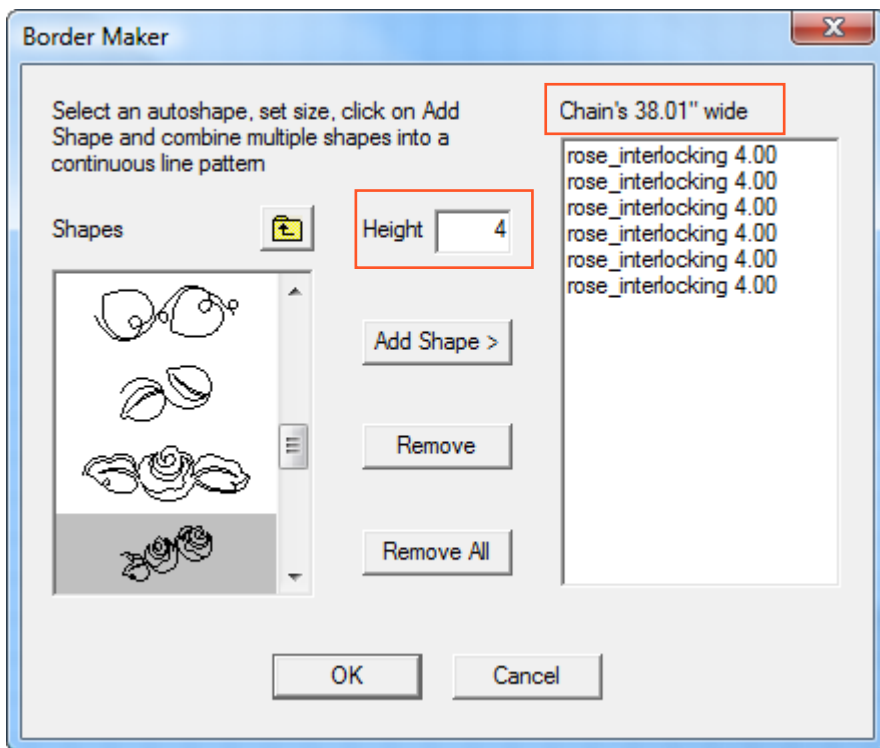 Border Maker
Select an autoshape, set size, click on Add
Shape and combine multiple shapes into a
continuous line pattern
Shapes
Height 4
Add Shape >
Remove
Remove All
Chain's 38.01" wide
rose_interlocking 4.00
rose_interlocking 4.00
rose_interlocking 4.00
rose_interlocking 4.00
rose_interlocking 4.00
rose_interlocking 4.00
OK
Cancel